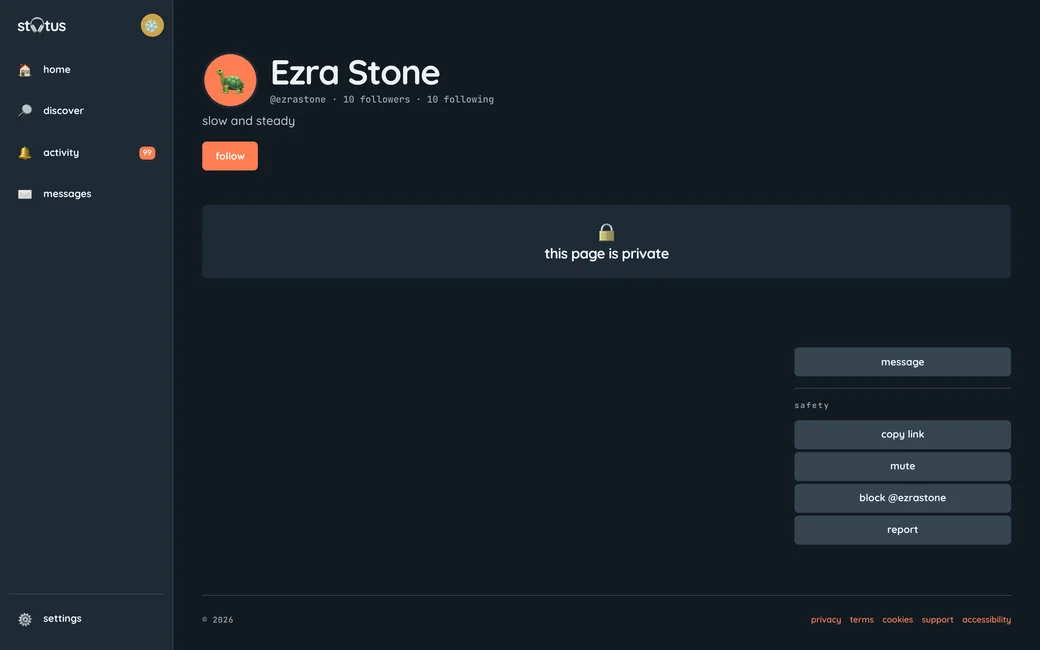 status
home
discover
activity 99
messages
settings
Ezra Stone
@ezrastone · 10 followers · 10 following
slow and steady
follow
this page is private
message
safety
copy link
mute
block @ezrastone
report
© 2026
privacy terms cookies support accessibility